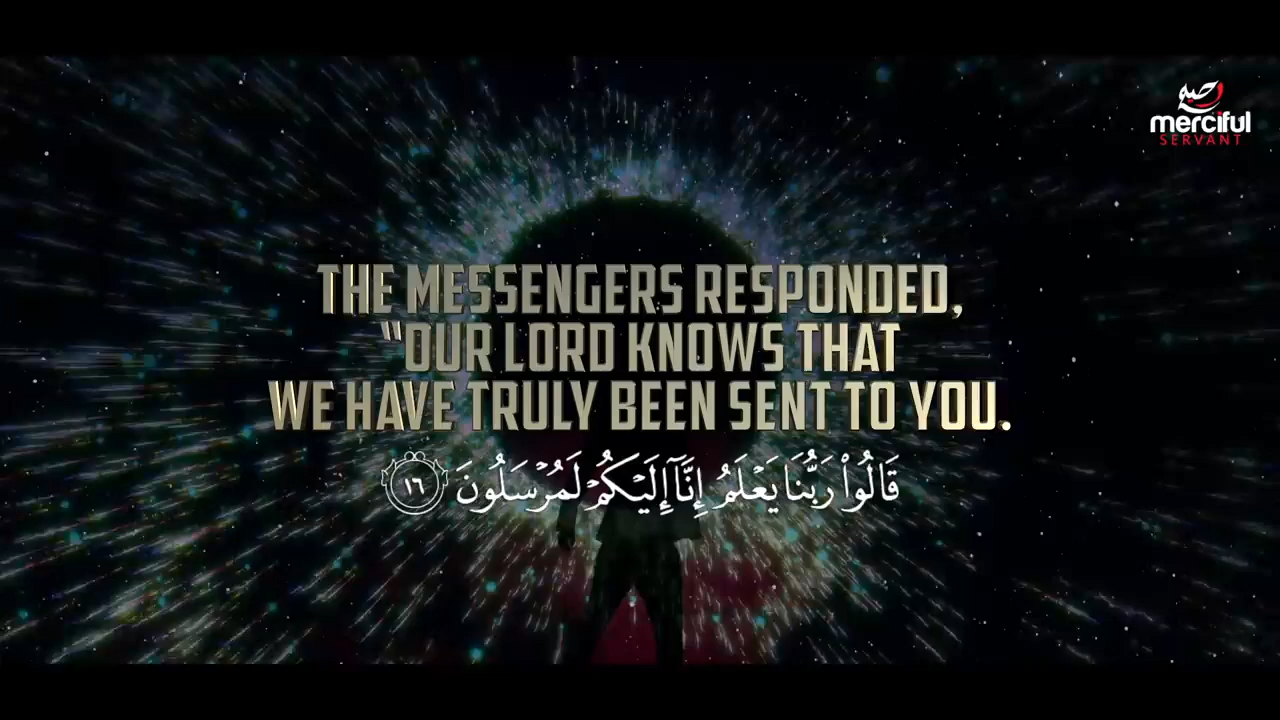 merciful
SERVANT
THE MESSENGERS RESPONDED,
"OUR LORD KNOWS THAT
WE HAVE TRULY BEEN SENT TO YOU.
قَالُوا۟ رَبُّنَا يَعْلَمُ إِنَّآ إِلَيْكُمْ لَمُرْسَلُونَ ١٦